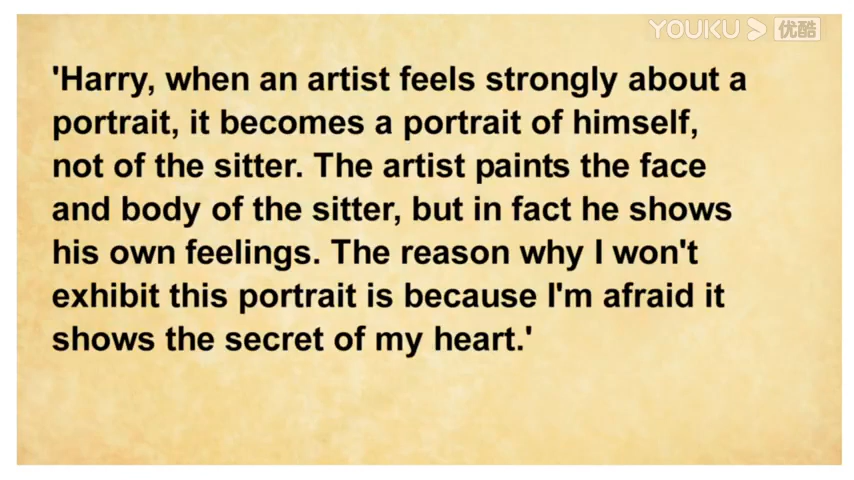 YOUKU 优酷
'Harry, when an artist feels strongly about a
portrait, it becomes a portrait of himself,
not of the sitter. The artist paints the face
and body of the sitter, but in fact he shows
his own feelings. The reason why I won't
exhibit this portrait is because I'm afraid it
shows the secret of my heart.'